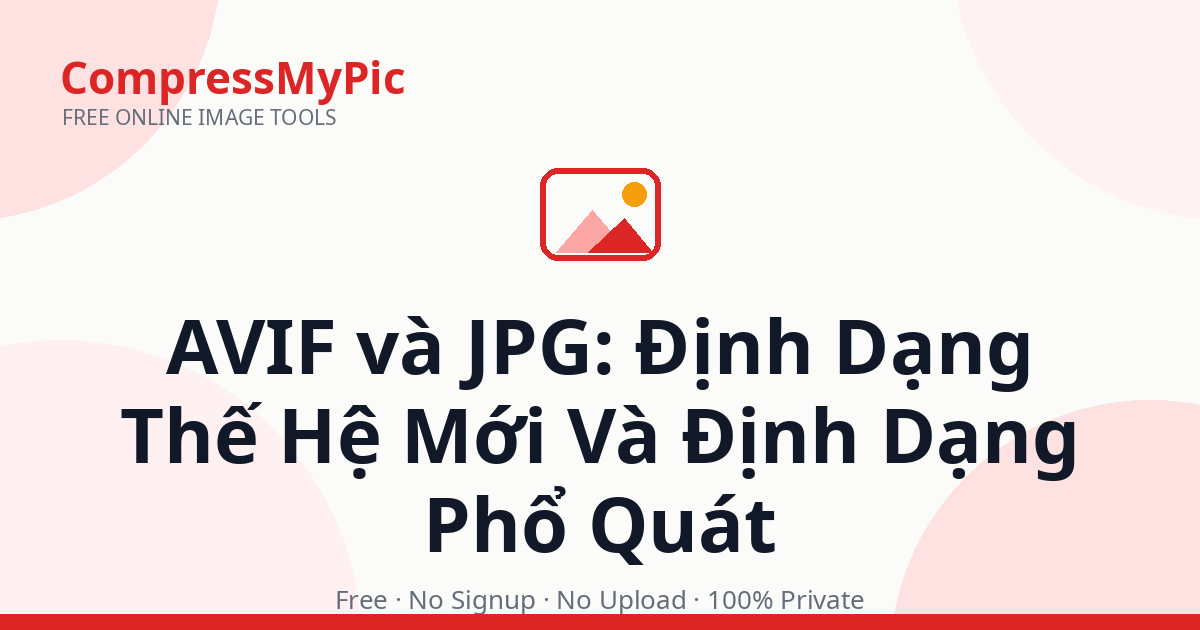 CompressMyPic
FREE ONLINE IMAGE TOOLS
AVIF và JPG: Định Dạng
Thế Hệ Mới Và Định Dạng
Phổ Quát
Free · No Signup · No Upload · 100% Private